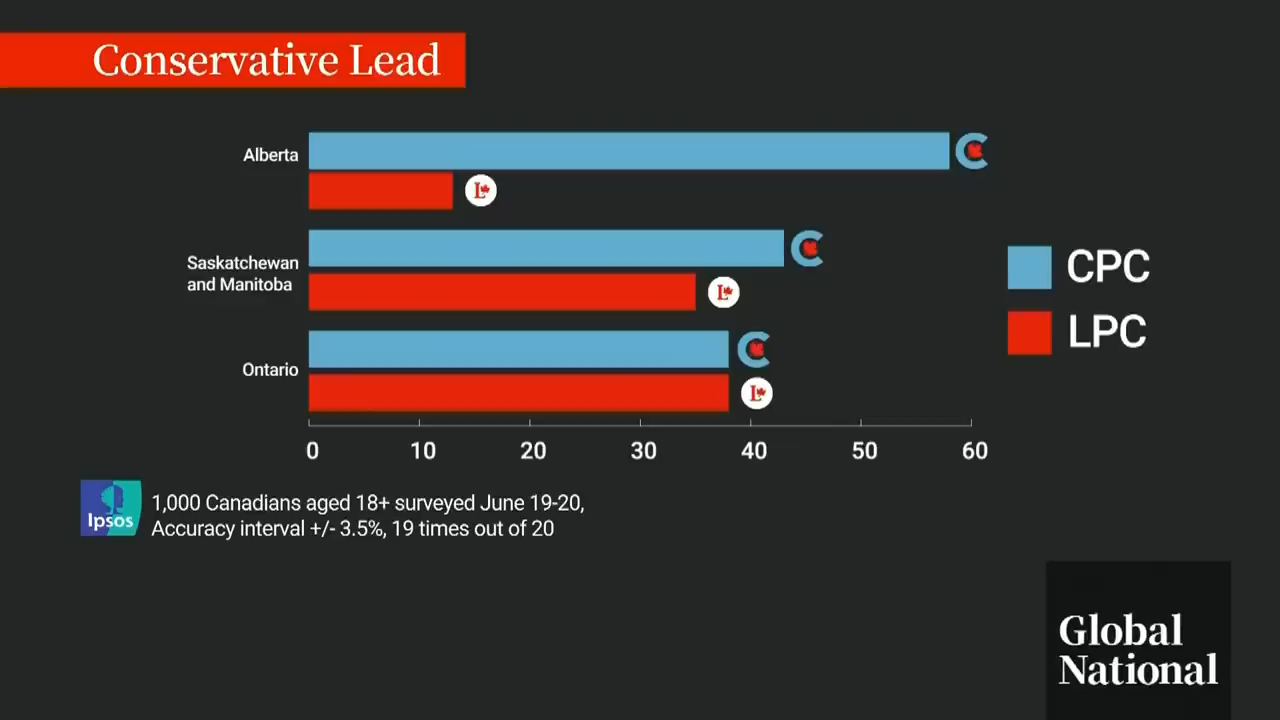 Conservative Lead
Alberta
L
Saskatchewan
and Manitoba
L
Ontario
L
CPC
LPC
0 10 20 30 40 50 60
Ipsos
1,000 Canadians aged 18+ surveyed June 19-20,
Accuracy interval +/- 3.5%, 19 times out of 20
Global
National